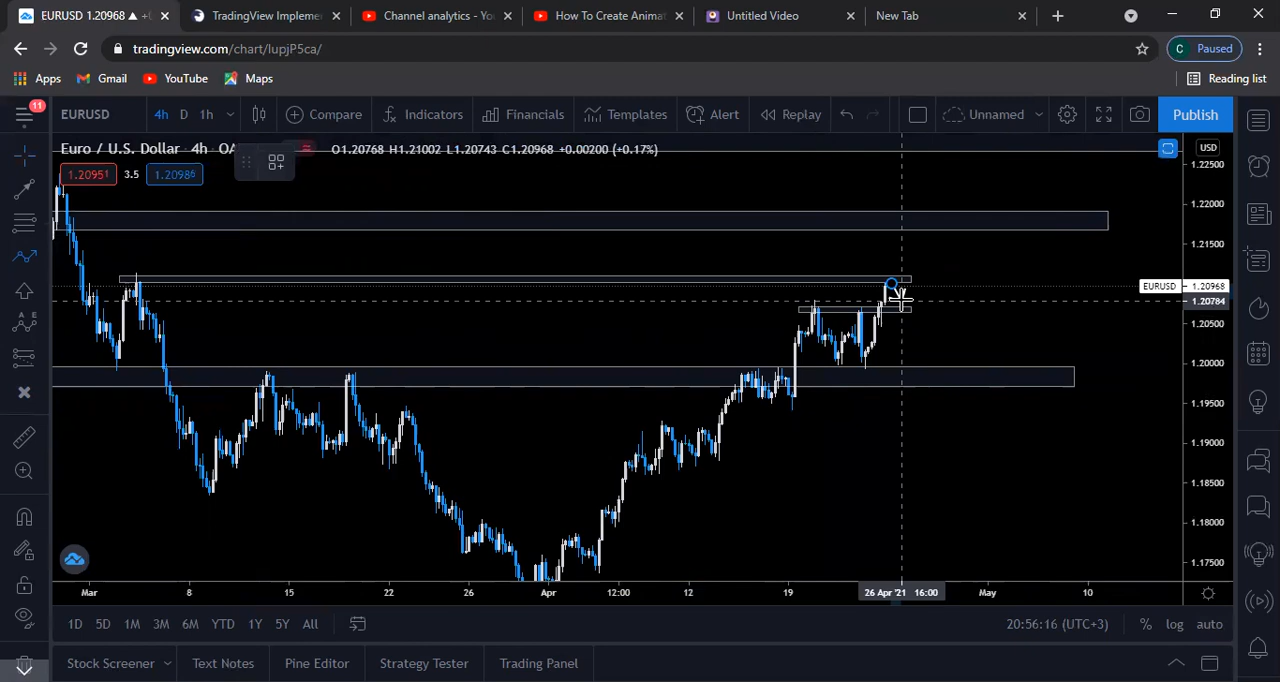 EURUSD 1.20968 ▲ +
TradingView Impleme
Channel analytics - Yo
How To Create Animat
Untitled Video
New Tab
tradingview.com/chart/lupjP5ca/
C Paused
Apps Gmail YouTube Maps Reading list
11
EURUSD 4h D 1h Compare Indicators Financials Templates Alert Replay Unnamed Publish
Euro / U.S. Dollar · 4h · OA O1.20768 H1.21002 L1.20743 C1.20968 +0.00200 (+0.17%)
USD
1.20951 3.5 1.20986
1.22500
1.22000
1.21500
EURUSD 1.20968
1.20784
1.20500
1.20000
1.19500
1.19000
1.18500
1.18000
1.17500
Mar 8 15 22 26 Apr 12:00 12 19 26 Apr '21 16:00 May 10
1D 5D 1M 3M 6M YTD 1Y 5Y All 20:56:16 (UTC+3) % log auto
Stock Screener Text Notes Pine Editor Strategy Tester Trading Panel